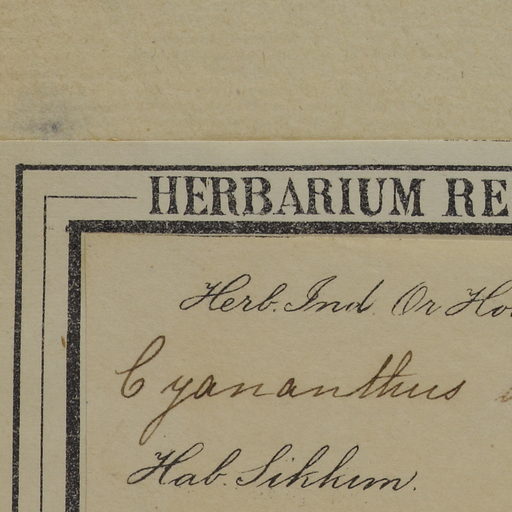 HERBARIUM RE
Herb. Ind. Or Ho
Cyananthus
Hab. Sikkim.